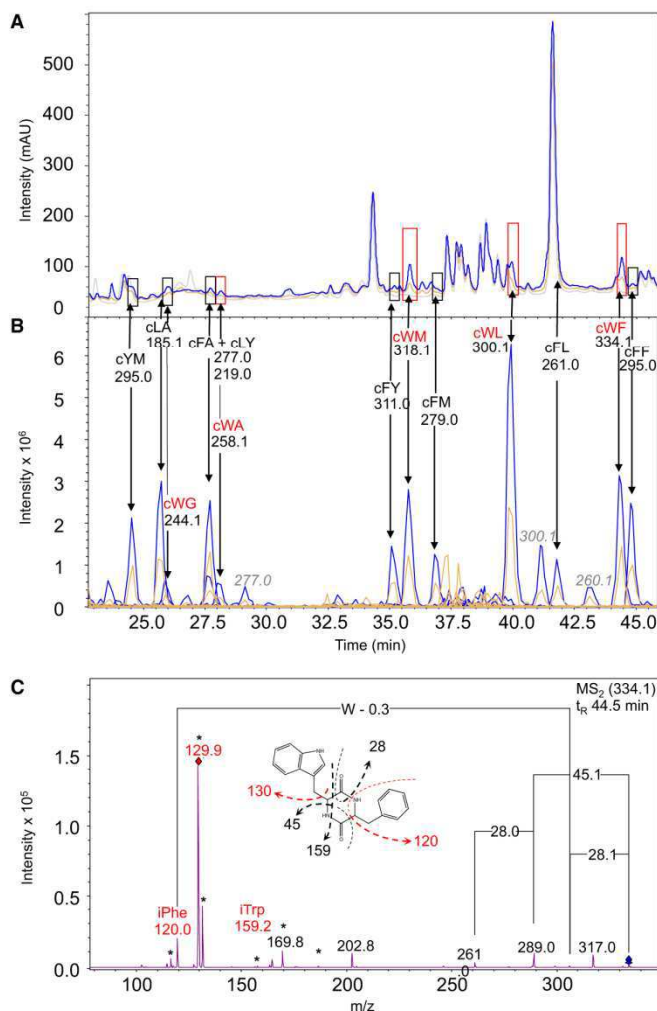 A
Intensity (mAU)
500
400
300
200
100
0
B
Intensity x 10⁶
6
5
4
3
2
1
0
cYM
295.0
cLA
185.1
cWG
244.1
cFA + cLY
277.0
219.0
cWA
258.1
277.0
cFY
311.0
cWM
318.1
cFM
279.0
cWL
300.1
300.1
cFL
261.0
260.1
cWF
334.1
cFF
295.0
25.0 27.5 30.0 32.5 35.0 37.5 40.0 42.5 45.0
Time (min)
C
Intensity x 10⁵
1.5
1.0
0.5
0.0
MS₂ (334.1)
tR 44.5 min
W - 0.3
*
129.9
130
45
159
28
120
NH
O
HN
NH
O
45.1
28.0
28.1
iPhe
120.0
*
*
iTrp
159.2
*
*
169.8
*
202.8
261
.0
289.0
317.0
100 150 200 250 300
m/z